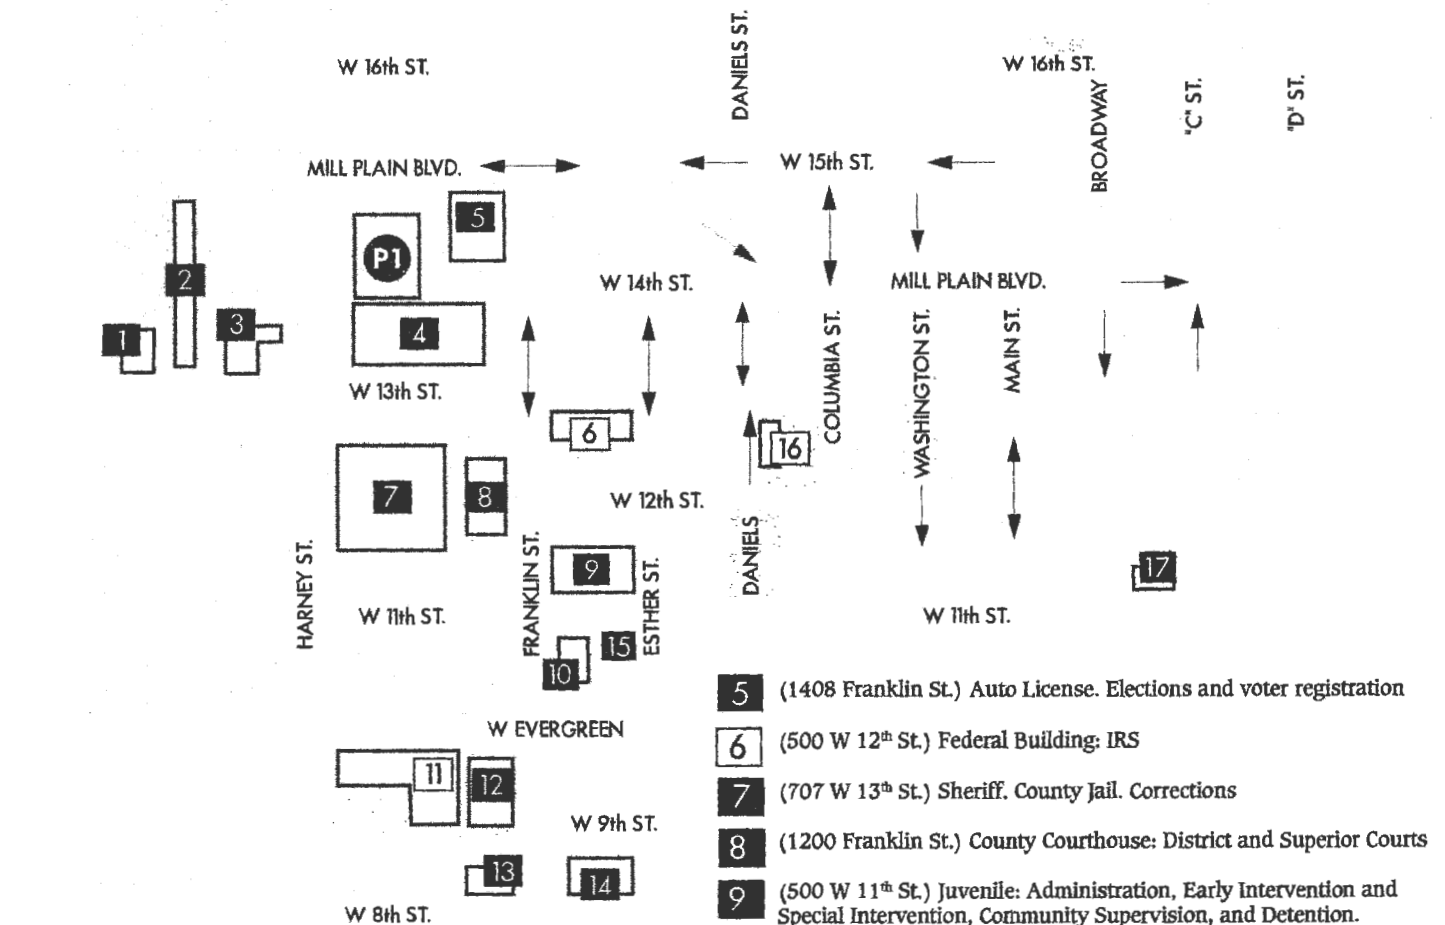 DANIELS ST.
W 16th ST.
W 16th ST.
BROADWAY
"C" ST.
"D" ST.
MILL PLAIN BLVD.
W 15th ST.
5
P1
2
W 14th ST.
MILL PLAIN BLVD.
1
3
4
COLUMBIA ST.
WASHINGTON ST.
MAIN ST.
W 13th ST.
6
16
7
8
W 12th ST.
HARNEY ST.
FRANKLIN ST.
9
ESTHER ST.
DANIELS
17
W 11th ST.
W 11th ST.
15
10
5 (1408 Franklin St.) Auto License. Elections and voter registration
W EVERGREEN
6 (500 W 12th St.) Federal Building: IRS
11
12
7 (707 W 13th St.) Sheriff. County Jail. Corrections
W 9th ST.
8 (1200 Franklin St.) County Courthouse: District and Superior Courts
13
14
9 (500 W 11th St.) Juvenile: Administration, Early Intervention and
Special Intervention, Community Supervision, and Detention.
W 8th ST.